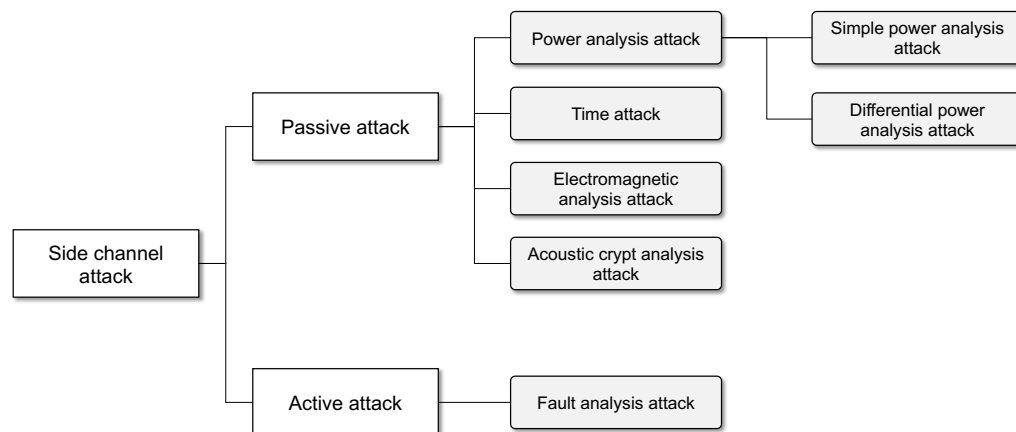 Side channel
attack
Passive attack
Power analysis attack
Simple power analysis
attack
Differential power
analysis attack
Time attack
Electromagnetic
analysis attack
Acoustic crypt analysis
attack
Active attack
Fault analysis attack